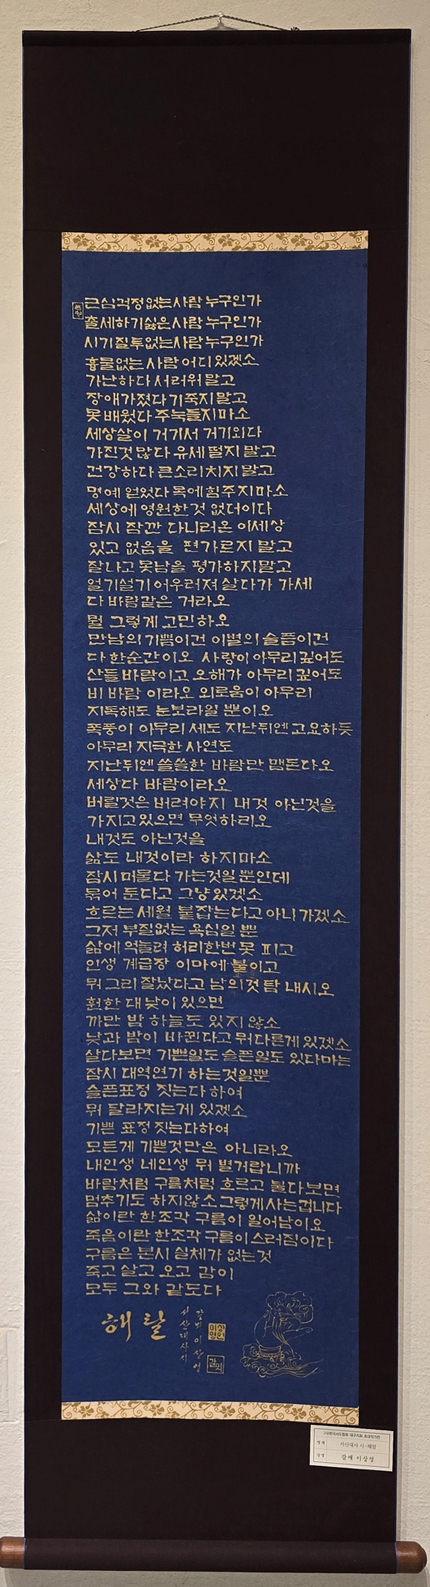 근심걱정없는사람 누구인가
출세하기싫은사람 누구인가
시기질투없는사람 누구인가
흉물없는 사람 어디 있겠소
가난하다 서러워 말고
장애가졌다 기죽지 말고
못 배웠다 주눅들지마소
세상살이 거기서 거기외다
가진것 많다 유세 떨지 말고
건강하다 큰소리치지 말고
명예 얻었다 목에 힘주지마소
세상에 영원한것 없더이다
잠시 잠깐 다니러온 이세상
있고 없음을 편가르지 말고
잘나고 못남을 평가하지말고
얼기설기 어우러져 살다가 가세
다 바람같은 거라오
뭘 그렇게 고민하오
만남의 기쁨이건 이별의 슬픔이건
다 한순간이오 사랑이 아무리 깊어도
산들 바람이고 오해가 아무리 깊어도
비 바람 이라오 외로움이 아무리
지독해도 눈보라일 뿐이오
폭풍이 아무리 세도 지난뒤엔 고요하듯
아무리 지극한 사연도
지난뒤엔 쓸쓸한 바람만 맴돈다오
세상다 바람이라오
버릴것은 버려야지 내 것 아닌것을
가지고있으면 무엇하리오
내것도 아닌것을
삶도 내것이라 하지마소
잠시 머물다 가는것일 뿐인데
묶어 둔다고 그냥있겠소
흐르는 세월 붙잡는다고 아니 가겠소
그저 부질없는 욕심일 뿐
삶에 억눌려 허리한번 못 피고
인생 계급장 이마에 붙이고
뭐 그리 잘났다고 남의것 탐 내시오
훤한 대낮이 있으면
까만 밤 하늘도 있지 않소
낮과 밤이 바뀐다고 뭐다른게 있겠소
살다보면 기쁜일도 슬픈일도 있다마는
잠시 대역연기 하는것일뿐
슬픈표정 짓는다 하여
뭐 달라지는게 있겠소
기쁜 표정 짓는다하여
모든게 기쁜것만은 아니라오
내인생 네인생 뭐 별거랍니까
바람처럼 구름처럼 흐르고 불다보면
멈추기도 하지않소 그렇게 사는겁니다
삶이란 한조각 구름이 일어남이요
죽음이란 한조각 구름이스러짐이다
구름은 본시 실체가 없는것
죽고 살고 오고 감이
모두 그와 같도다
해탈
서산대사시
갈매 이상영
서산대사 시 · 해탈
갈매 이상영